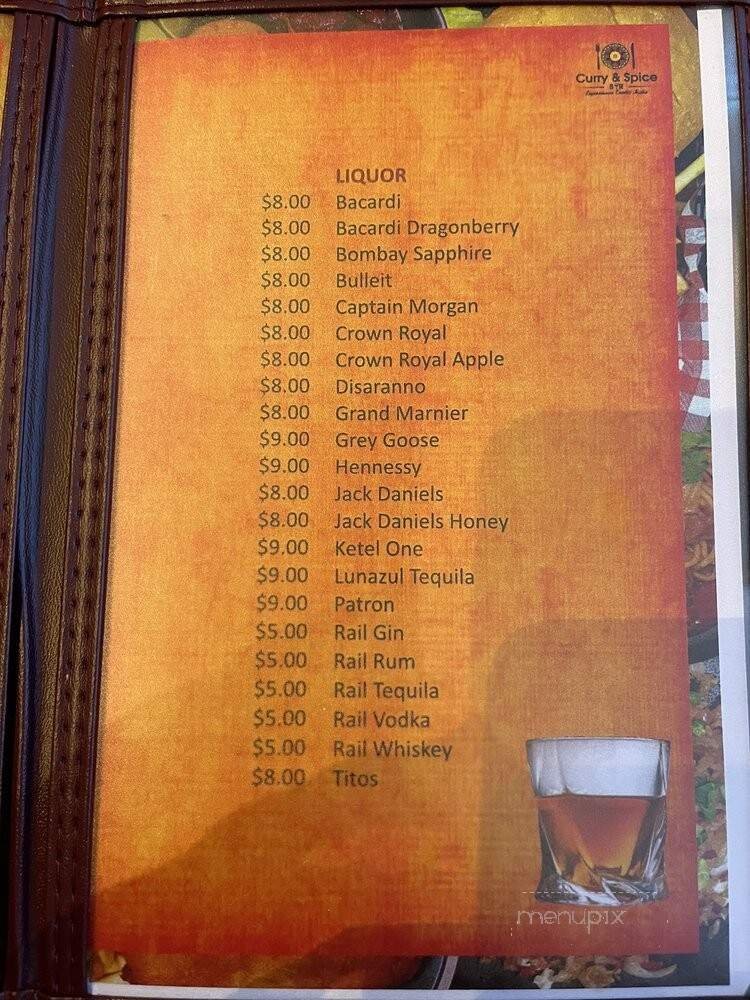 Curry & Spice
LIQUOR
$8.00 Bacardi
$8.00 Bacardi Dragonberry
$8.00 Bombay Sapphire
$8.00 Bulleit
$8.00 Captain Morgan
$8.00 Crown Royal
$8.00 Crown Royal Apple
$8.00 Disaranno
$8.00 Grand Marnier
$9.00 Grey Goose
$9.00 Hennessy
$8.00 Jack Daniels
$8.00 Jack Daniels Honey
$9.00 Ketel One
$9.00 Lunazul Tequila
$9.00 Patron
$5.00 Rail Gin
$5.00 Rail Rum
$5.00 Rail Tequila
$5.00 Rail Vodka
$5.00 Rail Whiskey
$8.00 Titos
menupix